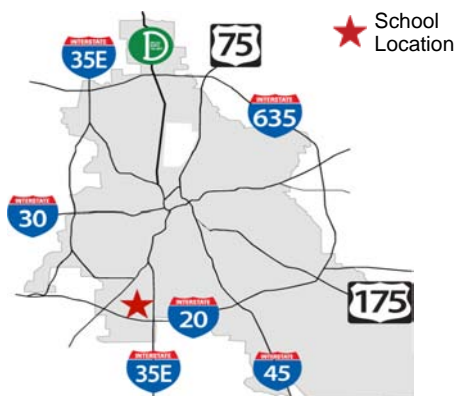 School
Location
INTERSTATE
35E
D
75
INTERSTATE
635
INTERSTATE
30
175
INTERSTATE
20
INTERSTATE
35E
INTERSTATE
45